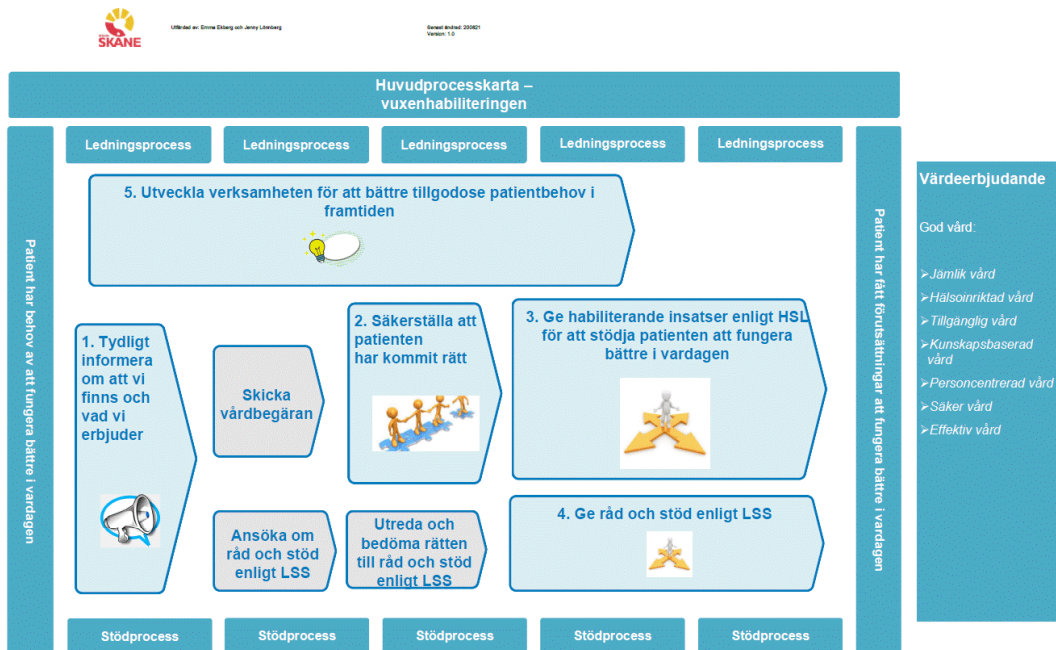 SKÅNE
Utfärdad av: Emma Ekberg och Jenny Lönnberg
Senast ändrad: 200821
Version: 1.0
Huvudprocesskarta –
vuxenhabiliteringen
Ledningsprocess
Ledningsprocess
Ledningsprocess
Ledningsprocess
Ledningsprocess
Patient har behov av att fungera bättre i vardagen
5. Utveckla verksamheten för att bättre tillgodose patientbehov i
framtiden
1. Tydligt
informera
om att vi
finns och
vad vi
erbjuder
Skicka
vårdbegäran
2. Säkerställa att
patienten
har kommit rätt
3. Ge habiliterande insatser enligt HSL
för att stödja patienten att fungera
bättre i vardagen
Ansöka om
råd och stöd
enligt LSS
Utreda och
bedöma rätten
till råd och stöd
enligt LSS
4. Ge råd och stöd enligt LSS
Patient har fått förutsättningar att fungera bättre i vardagen
Stödprocess
Stödprocess
Stödprocess
Stödprocess
Stödprocess
Värdeerbjudande
God vård:
➢Jämlik vård
➢Hälsoinriktad vård
➢Tillgänglig vård
➢Kunskapsbaserad
vård
➢Personcentrerad vård
➢Säker vård
➢Effektiv vård